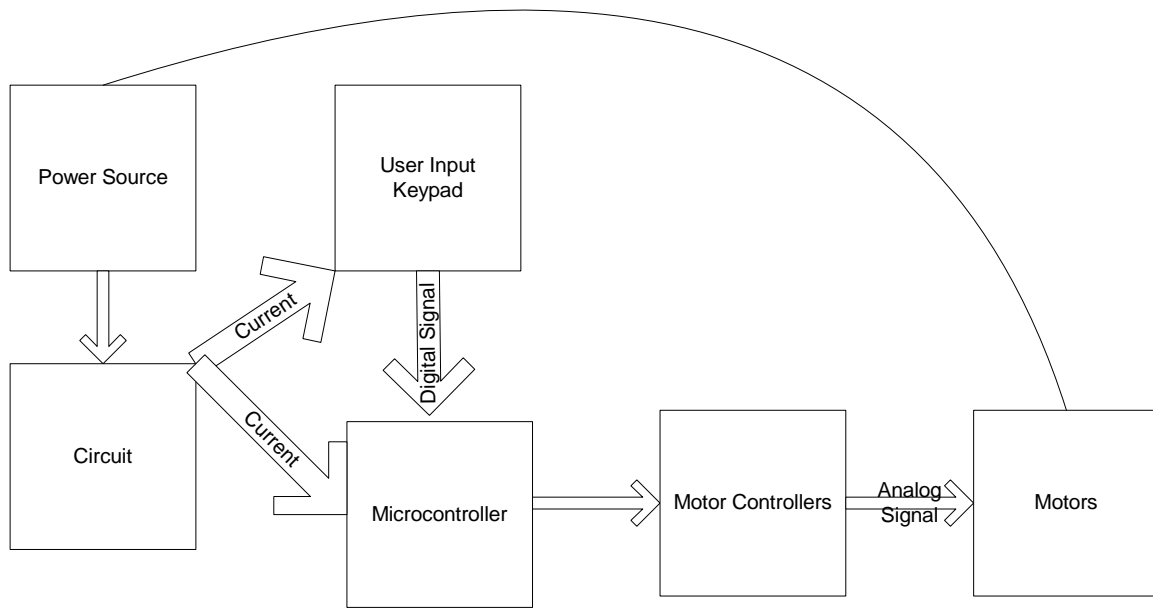 Power Source
User Input
Keypad
Current
Digital Signal
Circuit
Current
Microcontroller
Motor Controllers
Analog
Signal
Motors